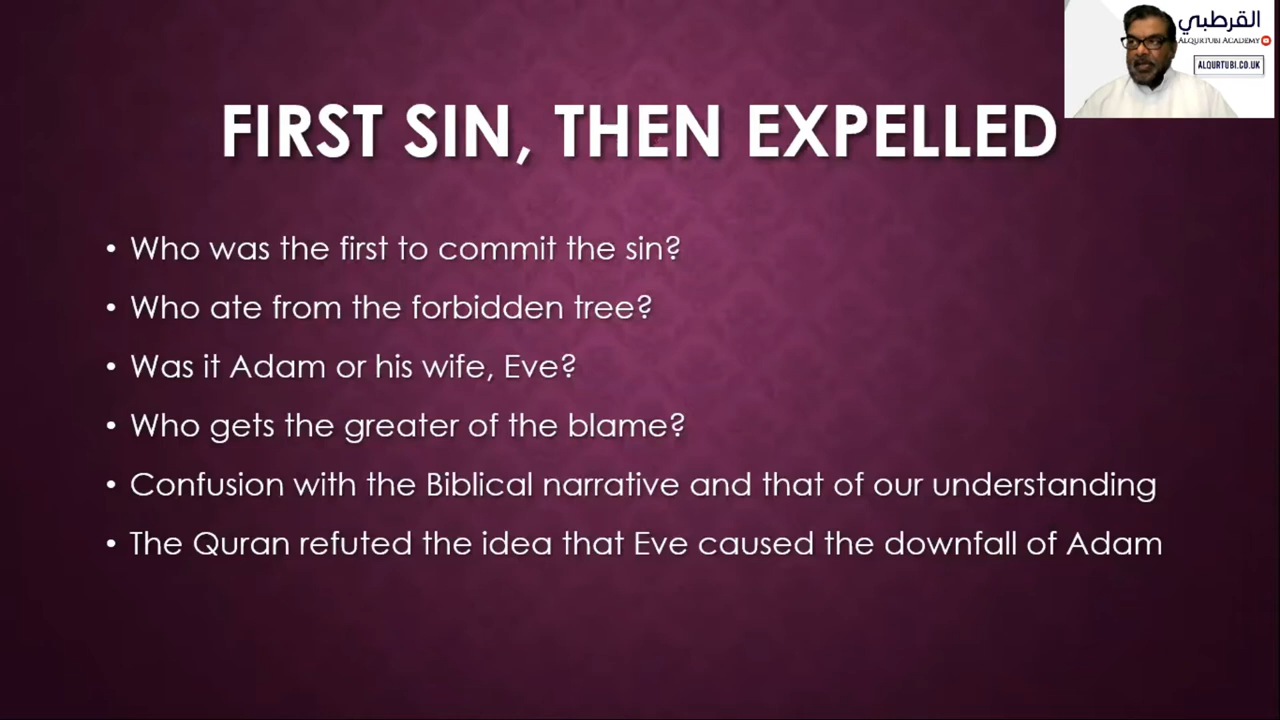 القرطبي
ALQURTUBI ACADEMY
ALQURTUBI.CO.UK
FIRST SIN, THEN EXPELLED
• Who was the first to commit the sin?
• Who ate from the forbidden tree?
• Was it Adam or his wife, Eve?
• Who gets the greater of the blame?
• Confusion with the Biblical narrative and that of our understanding
• The Quran refuted the idea that Eve caused the downfall of Adam